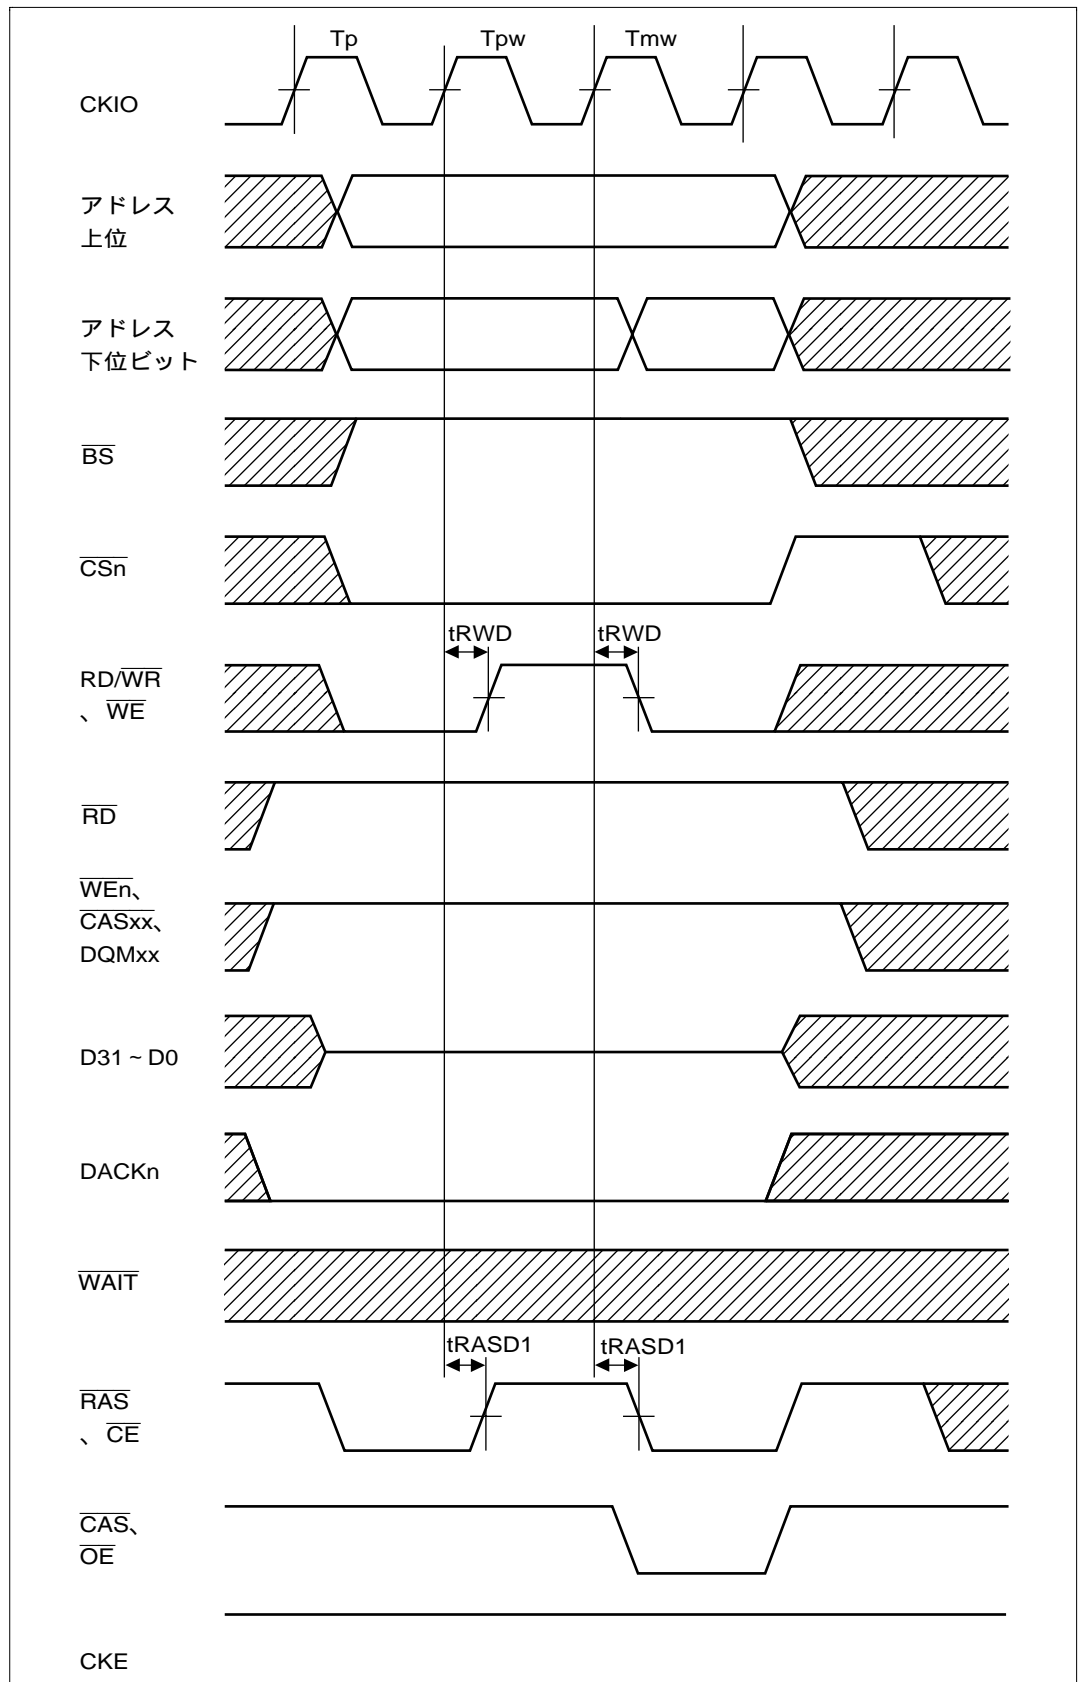 Tp Tpw Tmw
CKIO
アドレス
上位
アドレス
下位ビット
BS
CSn
tRWD tRWD
RD/WR
、WE
RD
WEn、
CASxx、
DQMxx
D31 ~ D0
DACKn
WAIT
tRASD1 tRASD1
RAS
、CE
CAS、
OE
CKE